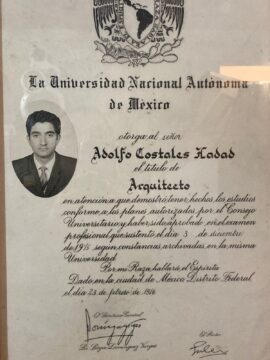 La Universidad Nacional Autónoma
de México
otorga al señor
Adolfo Costales Hadad
el título de
Arquitecto
en atención a que demostró tener hechos los estudios
conforme a los planes autorizados por el Consejo
Universitario y haber sido aprobado en el examen
profesional que sustentó el día 3 de diciembre
de 1975 según constancias archivadas en la misma
Universidad
Por mi Raza hablará el Espíritu
Dado en la ciudad de México Distrito Federal
el día 23 de febrero de 1976
El Secretario General
El Rector
Domínguez Vargas